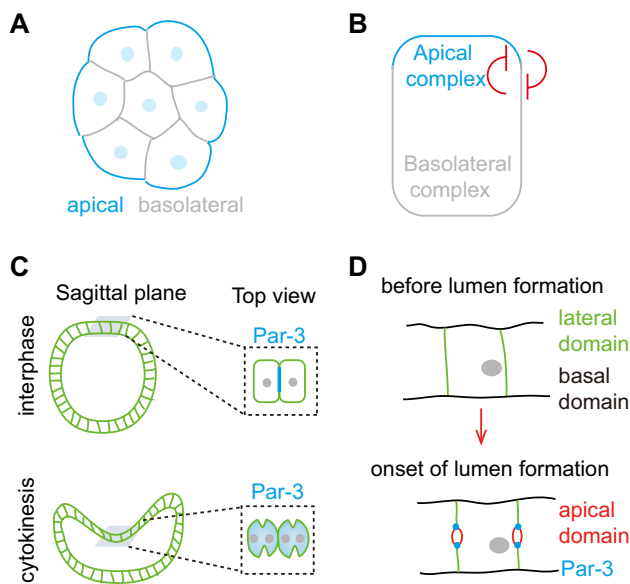 A
apical basolateral
B
Apical
complex
Basolateral
complex
C
Sagittal plane
Top view
interphase
Par-3
cytokinesis
Par-3
D
before lumen formation
lateral
domain
basal
domain
onset of lumen formation
apical
domain
Par-3